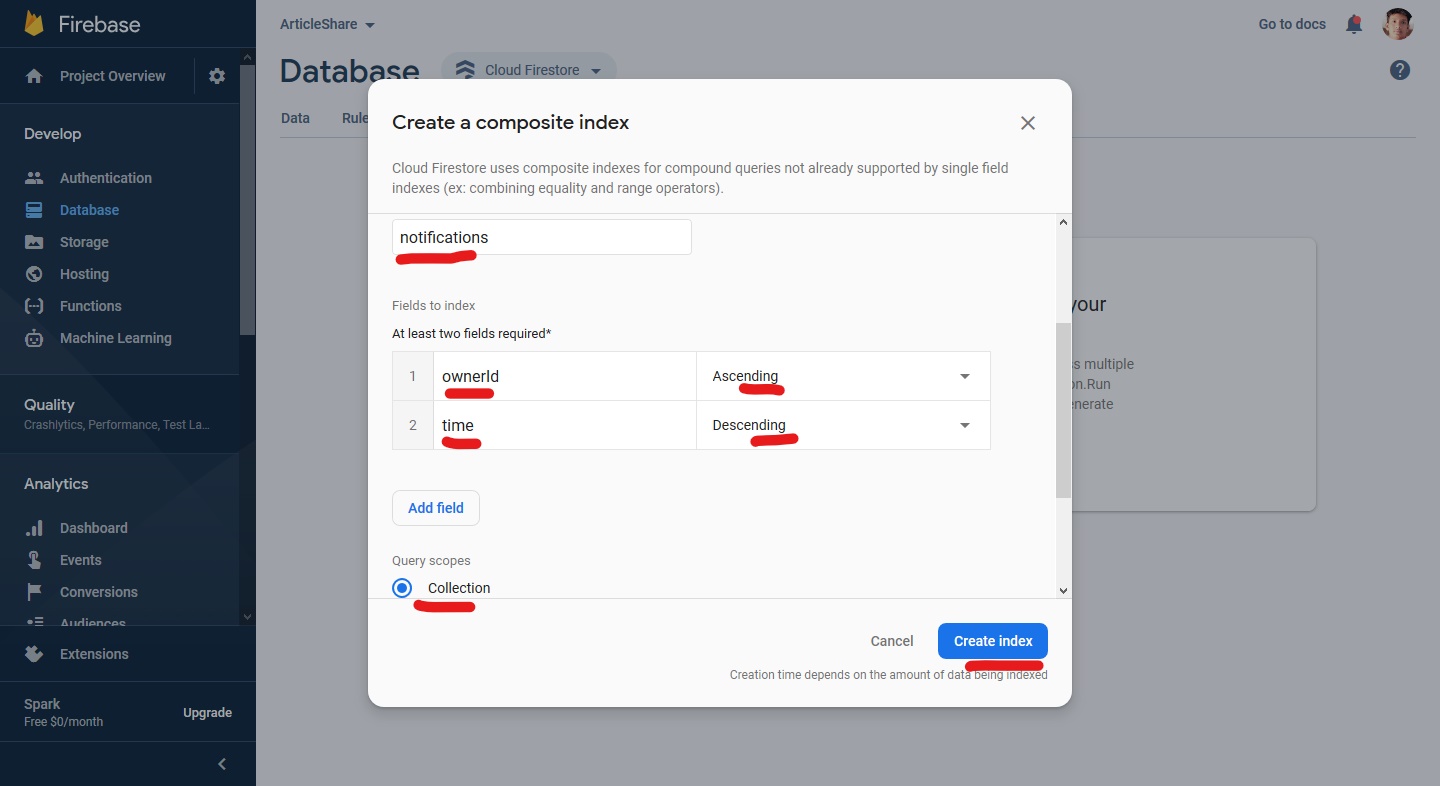 Firebase
Project Overview
Develop
Authentication
Database
Storage
Hosting
Functions
Machine Learning
Quality
Crashlytics, Performance, Test La...
Analytics
Dashboard
Events
Conversions
Audiences
Extensions
Spark
Free $0/month
Upgrade
ArticleShare
Go to docs
Database
Cloud Firestore
Data
Rule
your
s multiple
on.Run
enerate
Create a composite index
Cloud Firestore uses composite indexes for compound queries not already supported by single field
indexes (ex: combining equality and range operators).
notifications
Fields to index
At least two fields required*
1 ownerId Ascending
2 time Descending
Add field
Query scopes
Collection
Cancel
Create index
Creation time depends on the amount of data being indexed